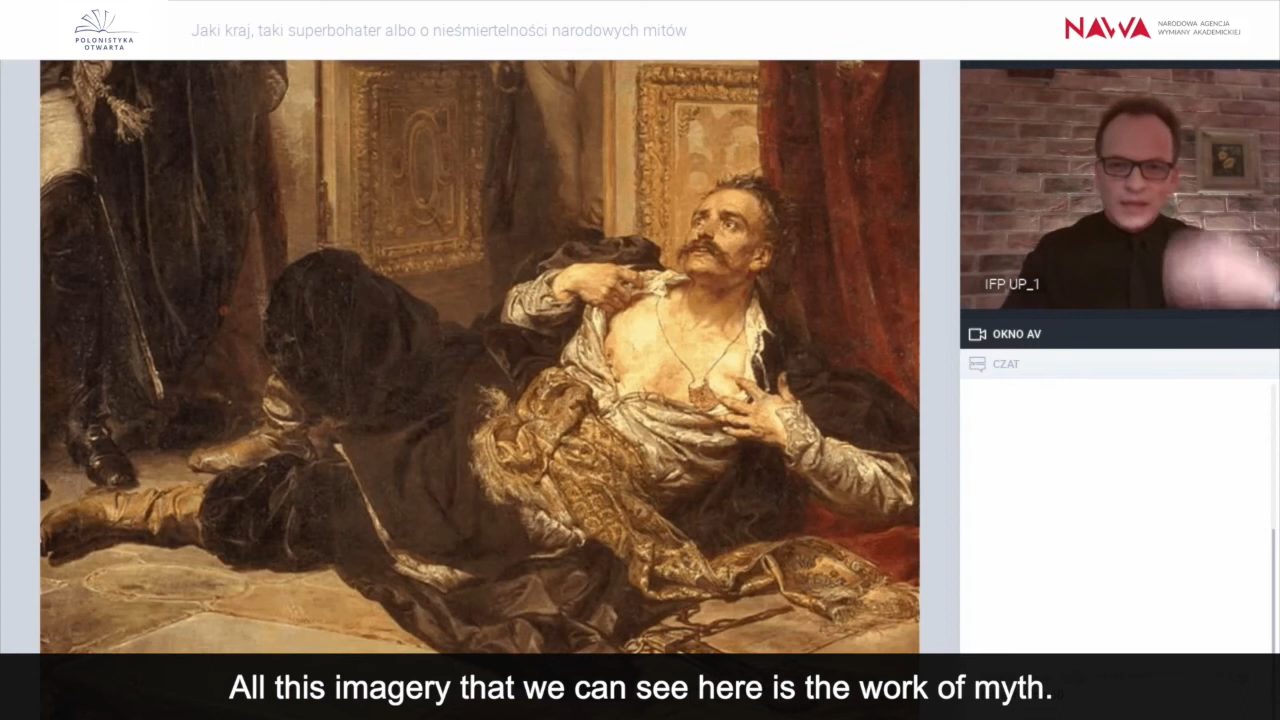 POLONISTYKA
OTWARTA
Jaki kraj, taki superbohater albo o nieśmiertelności narodowych mitów
NAWA
NARODOWA AGENCJA
WYMIANY AKADEMICKIEJ
IFP UP_1
OKNO AV
CZAT
All this imagery that we can see here is the work of myth.